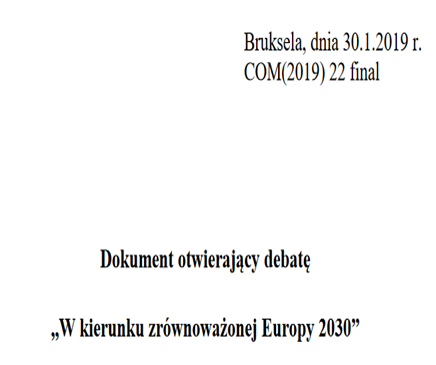 Bruksela, dnia 30.1.2019 r.
COM(2019) 22 final
Dokument otwierający debatę
„W kierunku zrównoważonej Europy 2030”